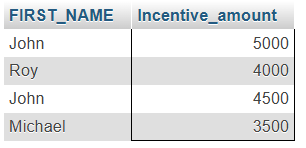 FIRST_NAME Incentive_amount
John 5000
Roy 4000
John 4500
Michael 3500